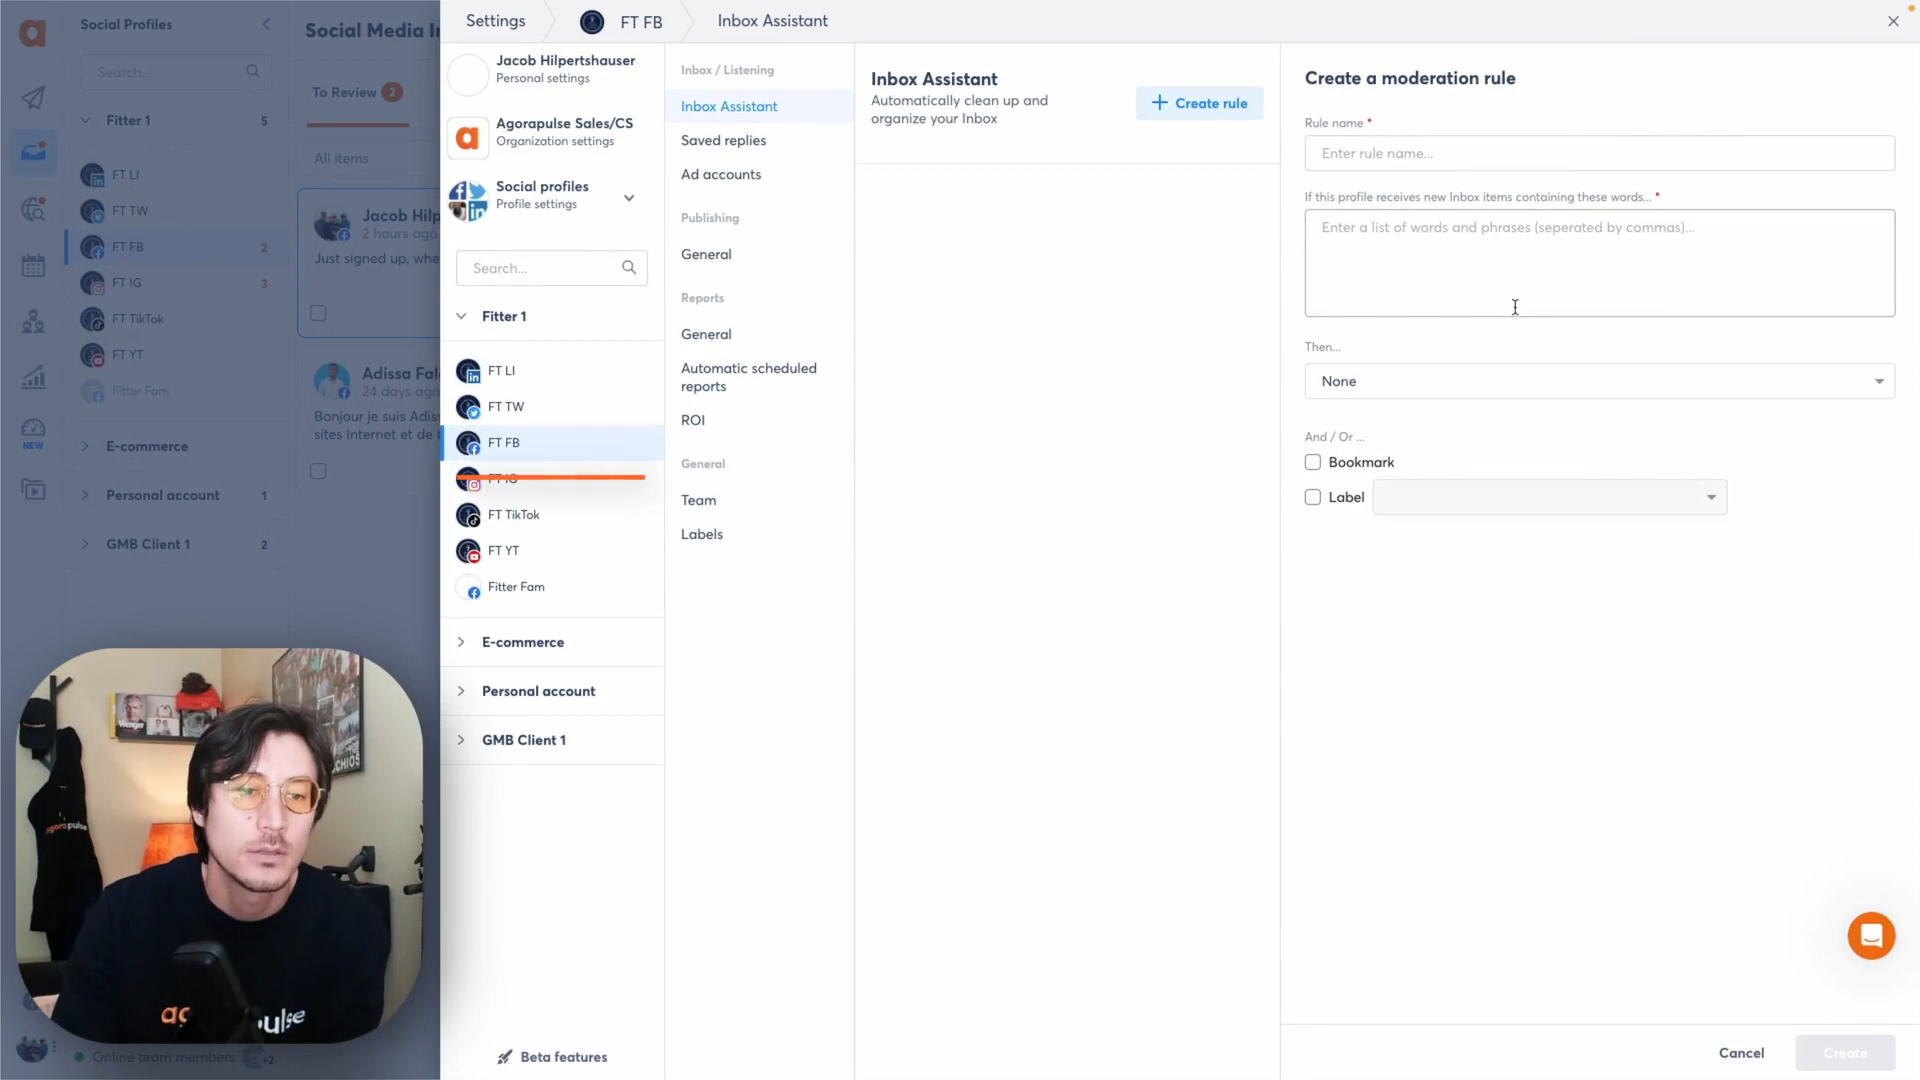 Social Profiles
Search...
Fitter 1 5
FT LI
FT TW
FT FB 2
FT IG 3
FT TikTok
FT YT
Fitter Fam
E-commerce
Personal account 1
GMB Client 1 2
NEW
Online team members +2
Social Media In
To Review 2
All items
Jacob Hilp
2 hours ago
Just signed up, whe
Adissa Fal
24 days ago
Bonjour je suis Adiss
sites Internet et de t
Settings FT FB Inbox Assistant
Jacob Hilpertshauser
Personal settings
Agorapulse Sales/CS
Organization settings
Social profiles
Profile settings
Search...
Fitter 1
FT LI
FT TW
FT FB
FT IG
FT TikTok
FT YT
Fitter Fam
E-commerce
Personal account
GMB Client 1
Beta features
Inbox / Listening
Inbox Assistant
Saved replies
Ad accounts
Publishing
General
Reports
General
Automatic scheduled
reports
ROI
General
Team
Labels
Inbox Assistant
Automatically clean up and
organize your Inbox
+ Create rule
Create a moderation rule
Rule name *
Enter rule name...
If this profile receives new Inbox items containing these words... *
Enter a list of words and phrases (seperated by commas)...
Then...
None
And / Or ...
Bookmark
Label
Cancel Create
Wenger